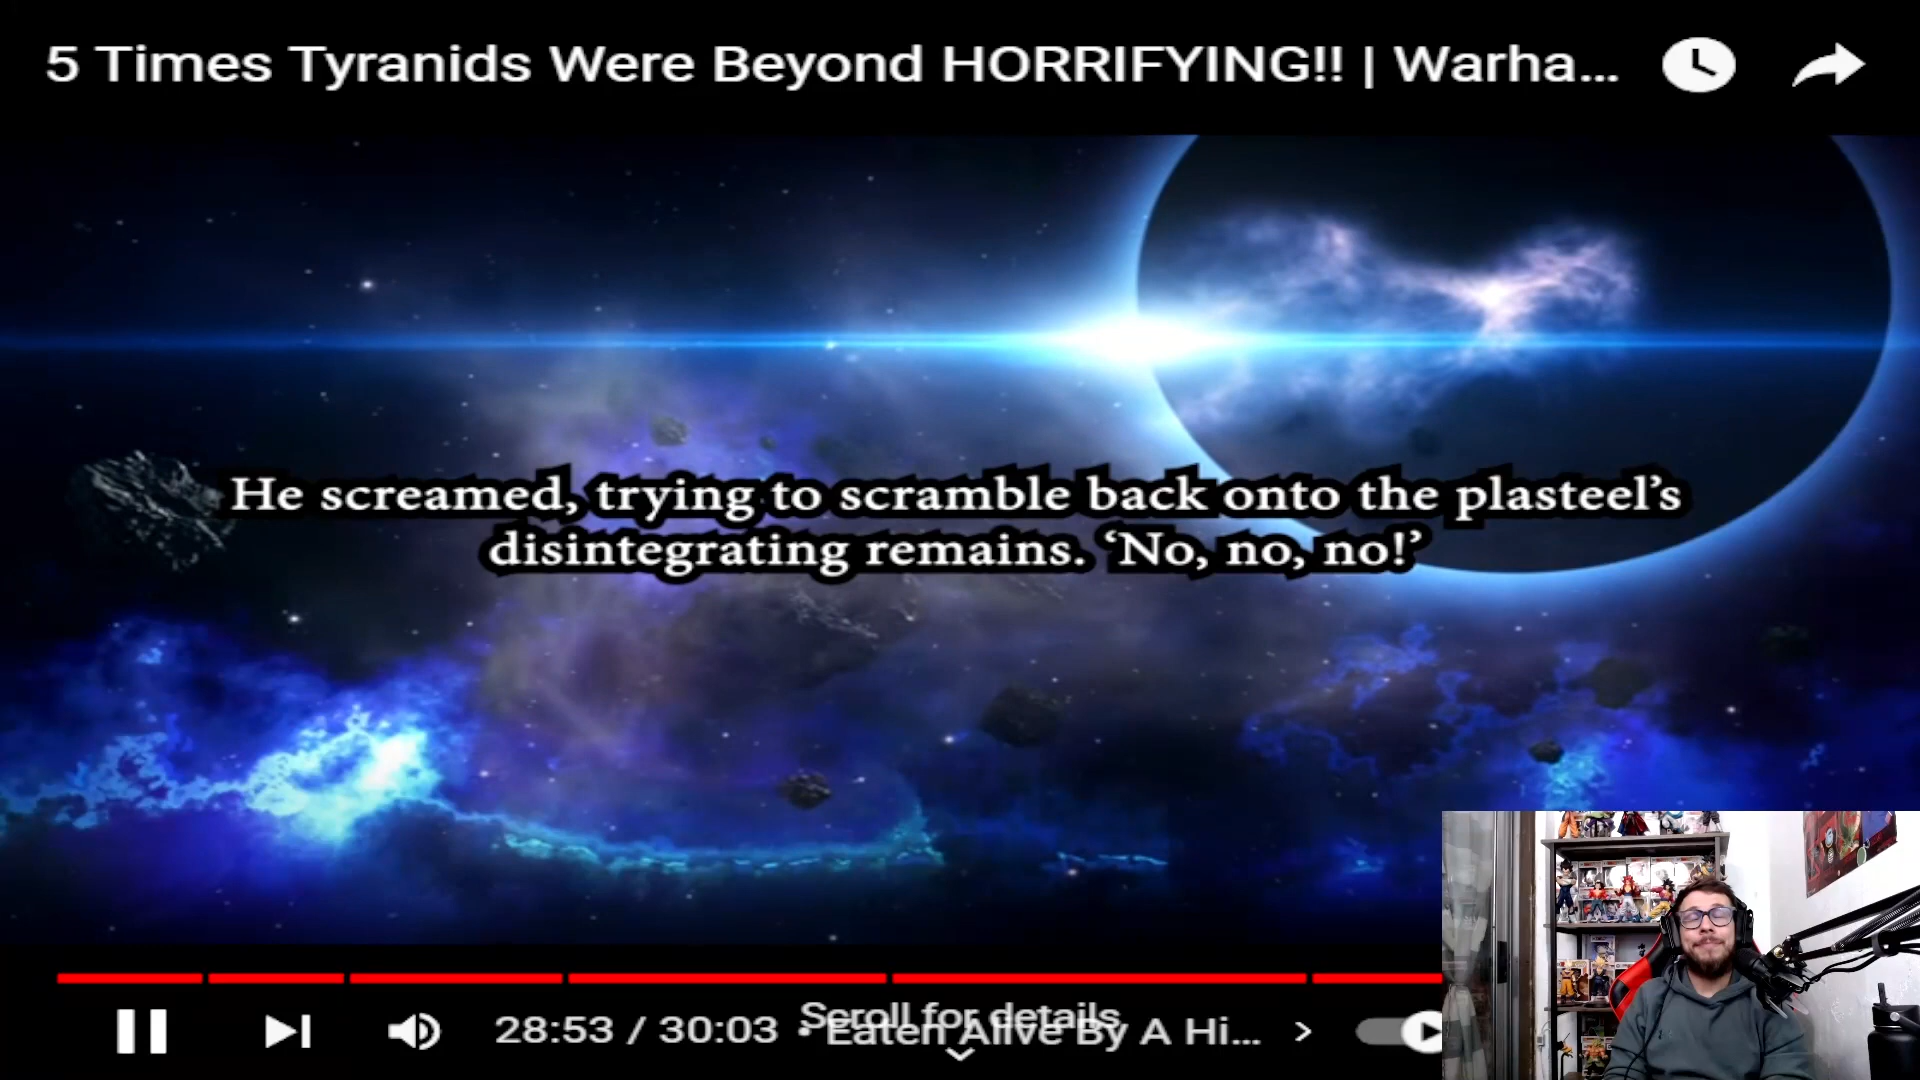 5 Times Tyranids Were Beyond HORRIFYING!! | Warha...
He screamed, trying to scramble back onto the plasteel’s
disintegrating remains. ‘No, no, no!’
Scroll for details
28:53 / 30:03 • Eaten Alive By A Hi... >